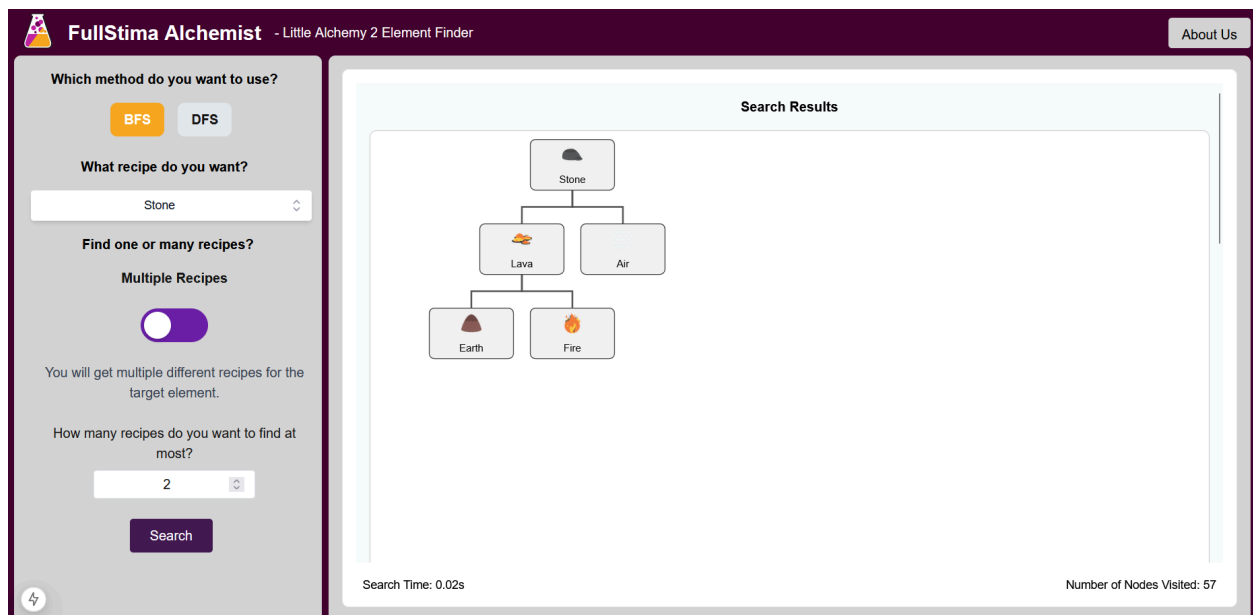 FullStima Alchemist - Little Alchemy 2 Element Finder
About Us
Which method do you want to use?
BFS DFS
What recipe do you want?
Stone
Find one or many recipes?
Multiple Recipes
You will get multiple different recipes for the
target element.
How many recipes do you want to find at
most?
2
Search
Search Results
Stone
Lava Air
Earth Fire
Search Time: 0.02s
Number of Nodes Visited: 57